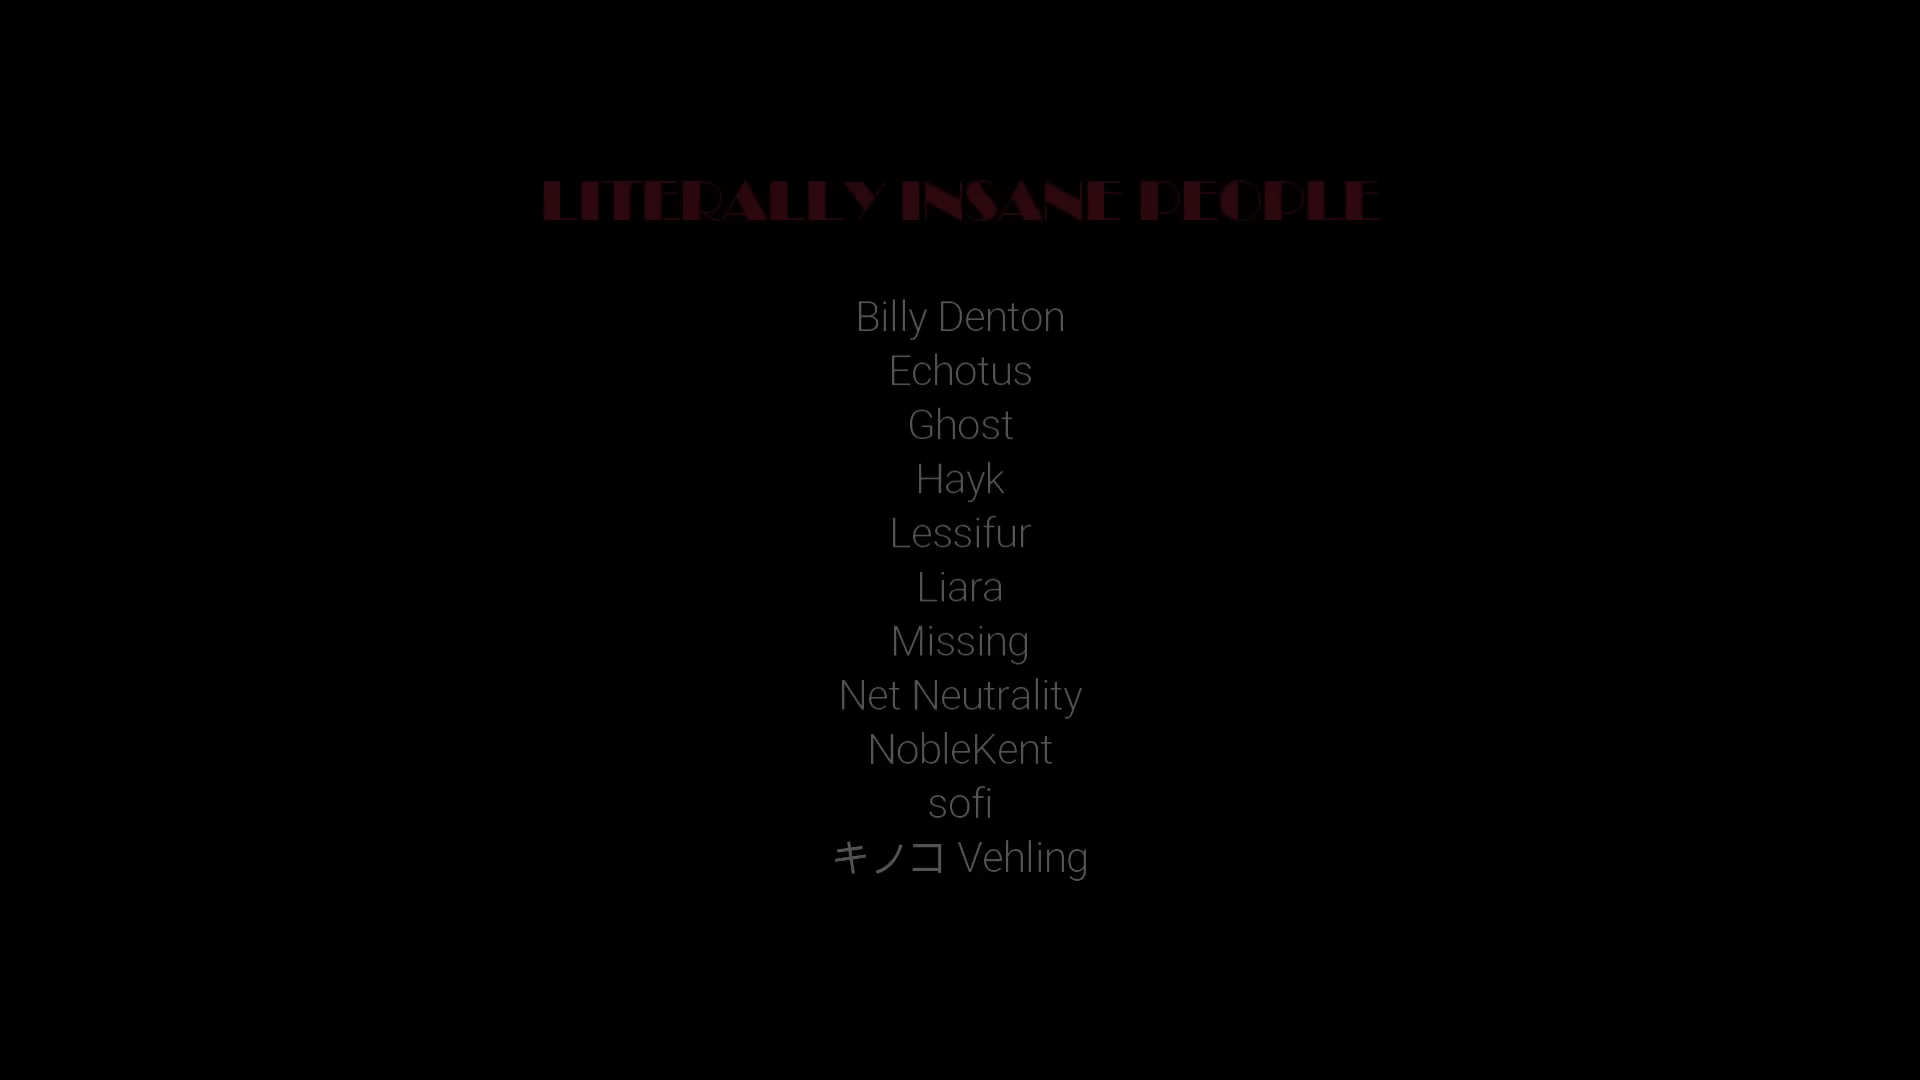 LITERALLY INSANE PEOPLE
Billy Denton
Echotus
Ghost
Hayk
Lessifur
Liara
Missing
Net Neutrality
NobleKent
sofi
キノコ Vehling